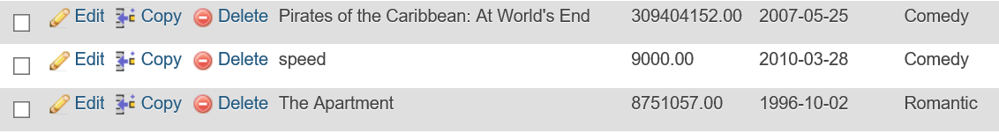 Edit Copy Delete Pirates of the Caribbean: At World's End 309404152.00 2007-05-25 Comedy
Edit Copy Delete speed 9000.00 2010-03-28 Comedy
Edit Copy Delete The Apartment 8751057.00 1996-10-02 Romantic